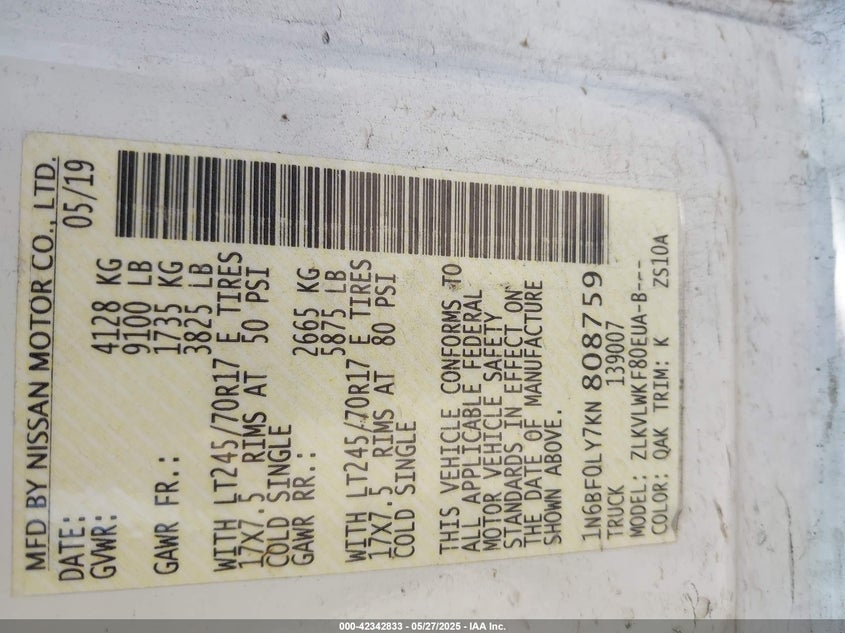 MFD BY NISSAN MOTOR CO., LTD.
DATE: 05/19
GVWR: 4128 KG
9100 LB
GAWR FR.: 1735 KG
3825 LB
WITH LT245/70R17 E TIRES
17X7.5 RIMS AT 50 PSI
COLD SINGLE
GAWR RR.: 2665 KG
5875 LB
WITH LT245/70R17 E TIRES
17X7.5 RIMS AT 80 PSI
COLD SINGLE
THIS VEHICLE CONFORMS TO
ALL APPLICABLE FEDERAL
MOTOR VEHICLE SAFETY
STANDARDS IN EFFECT ON
THE DATE OF MANUFACTURE
SHOWN ABOVE.
1N6BF0LY7KN808759
TRUCK 139007
MODEL: ZLKVLWKF80EUA-B---
COLOR: QAK TRIM: K ZS10A
000-42342833 - 05/27/2025 - IAA Inc.